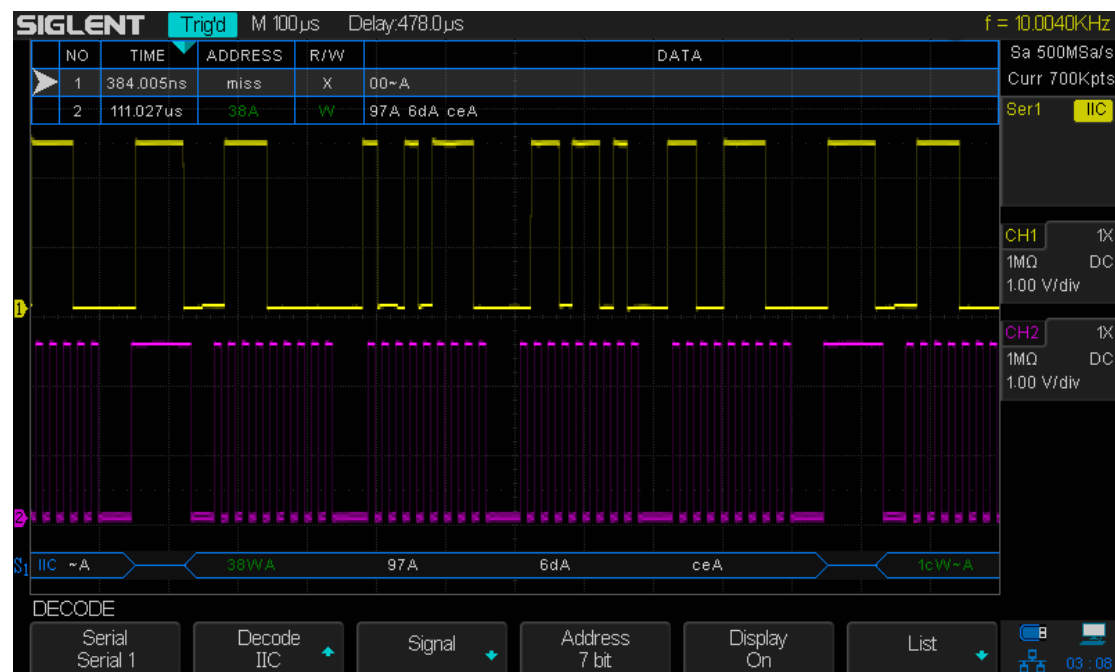 SIGLENT Trig'd M 100µs Delay:478.0µs f = 10.0040KHz
NO TIME ADDRESS R/W DATA Sa 500MSa/s
1 384.005ns miss X 00~A Curr 700Kpts
2 111.027us 38A W 97A 6dA ceA Ser1 IIC
CH1 1X
1MΩ DC
1.00 V/div
1
CH2 1X
1MΩ DC
1.00 V/div
2
S1 IIC ~A 38WA 97A 6dA ceA 1cW~A
DECODE
Serial Decode Signal Address Display List
Serial 1 IIC 7 bit On 03:08